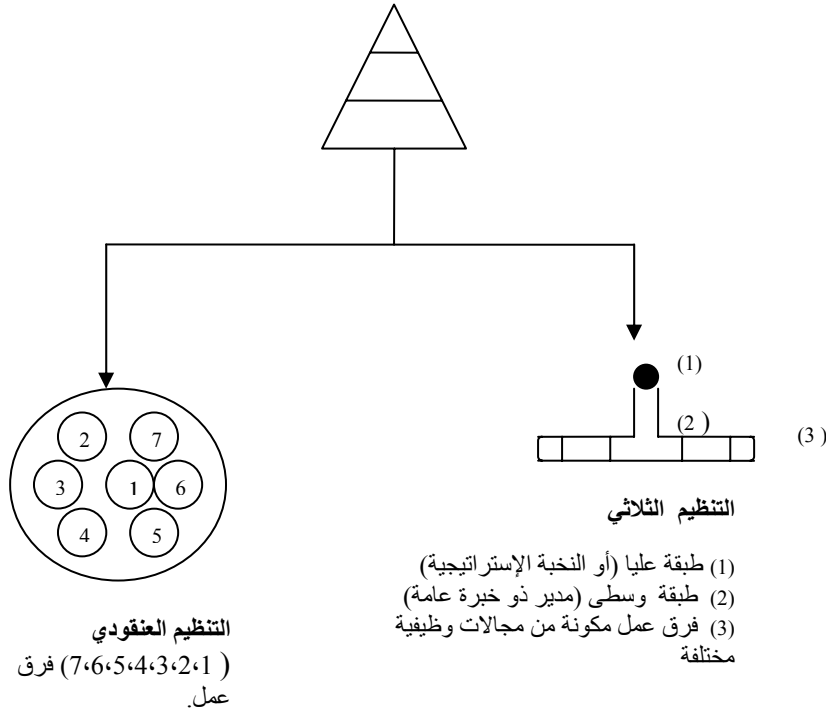 (1)
(2 )
(3 )
التنظيم الثلاثي
(1) طبقة عليا (أو النخبة الإستراتيجية)
(2) طبقة وسطى (مدير ذو خبرة عامة)
(3) فرق عمل مكونة من مجالات وظيفية
مختلفة
2
7
3
1
6
4
5
التنظيم العنقودي
( 1،2،3،4،5،6،7) فرق
عمل.